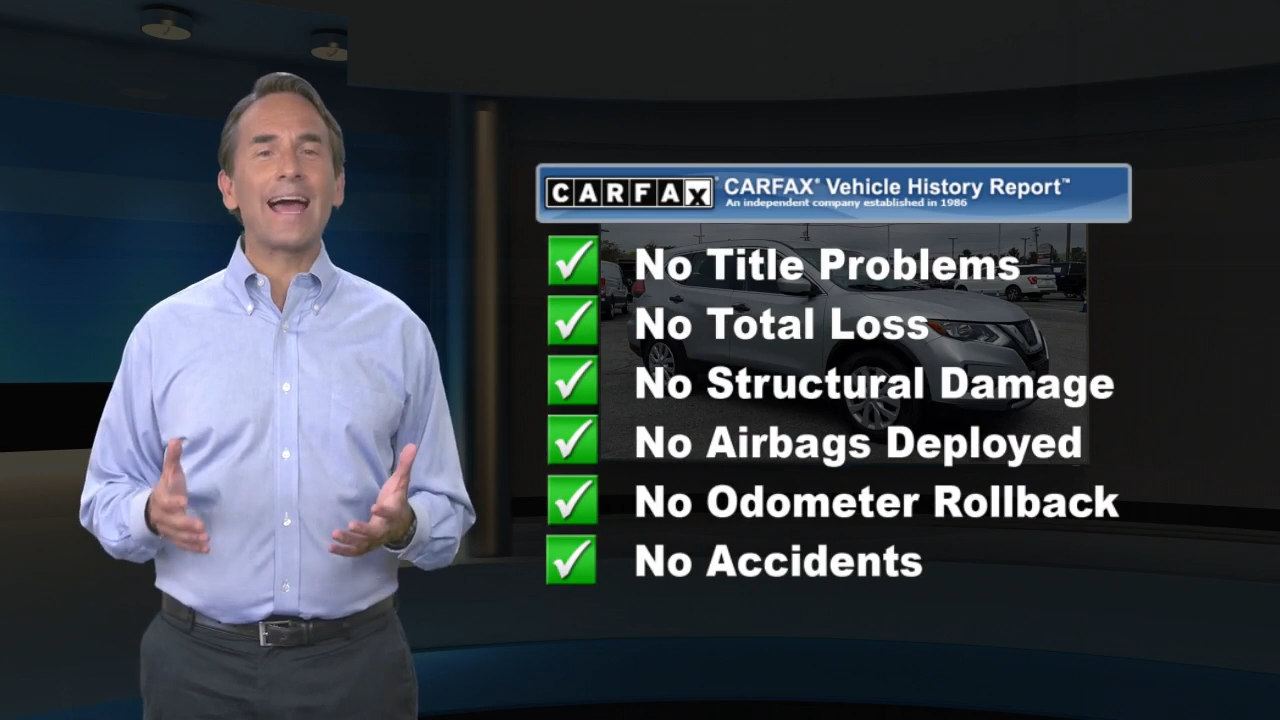 CARFAX® CARFAX® Vehicle History Report™
An independent company established in 1986
No Title Problems
No Total Loss
No Structural Damage
No Airbags Deployed
No Odometer Rollback
No Accidents